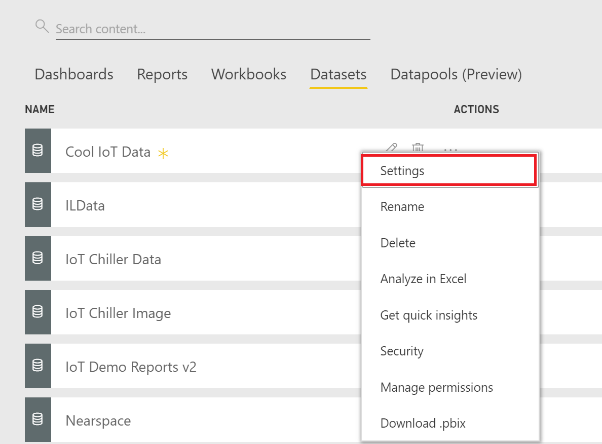 Search content...
Dashboards Reports Workbooks Datasets Datapools (Preview)
NAME ACTIONS
Cool IoT Data
Settings
Rename
ILData
Delete
IoT Chiller Data
Analyze in Excel
IoT Chiller Image
Get quick insights
Security
IoT Demo Reports v2
Manage permissions
Nearspace
Download .pbix